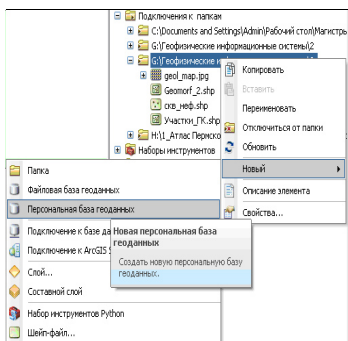 Подключения к папкам
C:\Documents and Settings\Admin\Рабочий стол\Магистры
G:\Геофизические информационные системы\2
G:\Геофизические и
geol_map.jpg
Geomorf_2.shp
скв_неф.shp
Участки_ГК.shp
H:\1_Атлас Пермско
Наборы инструментов
Копировать
Вставить
Переименовать
Отключиться от папки
Обновить
Новый
Описание элемента
Свойства...
Папка
Файловая база геоданных
Персональная база геоданных
Подключение к базе да
Подключение к ArcGIS S
Слой...
Составной слой
Набор инструментов Python
Шейп-файл...
Новая персональная база
геоданных
Создать новую персональную базу
геоданных.